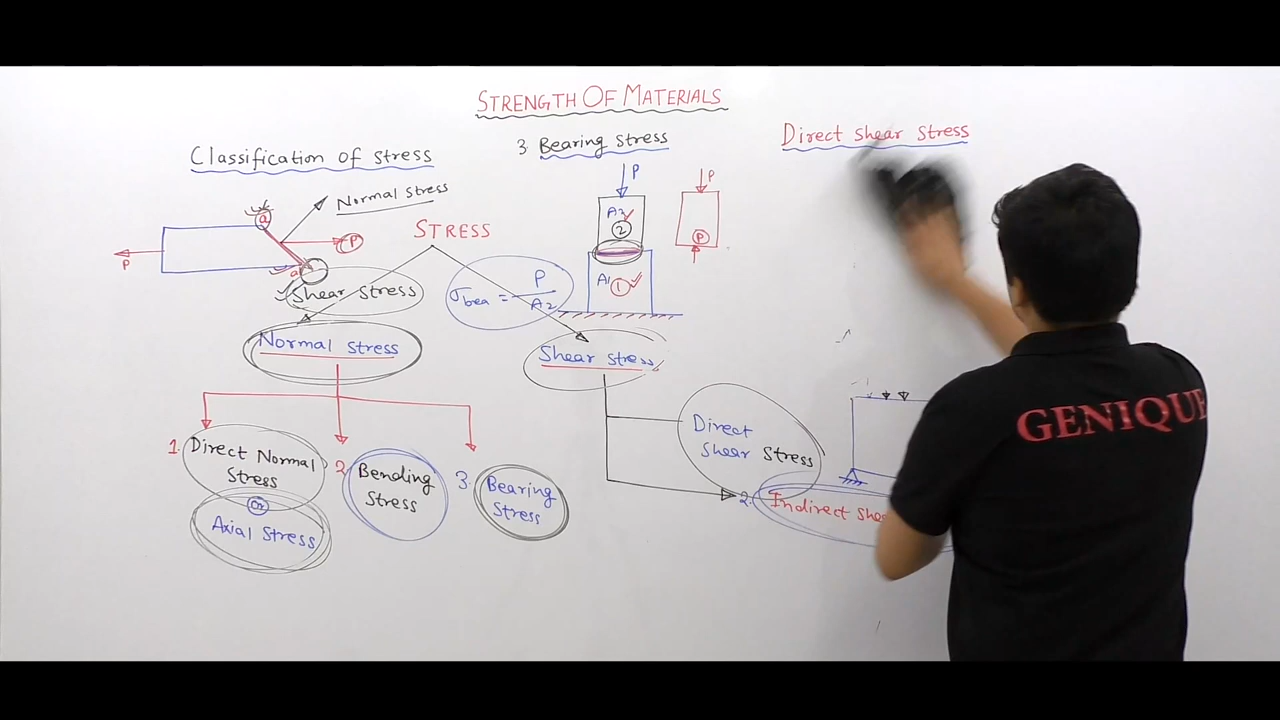 STRENGTH OF MATERIALS
Classification of stress
Normal stress
a
P
P
a
Shear stress
STRESS
σbea = P
A2
3 Bearing stress
P
A2
2
A1
1
P
P
Direct shear stress
Normal stress
Shear stress
1. Direct Normal
Stress
Or
Axial Stress
2. Bending
Stress
3. Bearing
Stress
Direct
Shear Stress
2. Indirect
GENIQUE